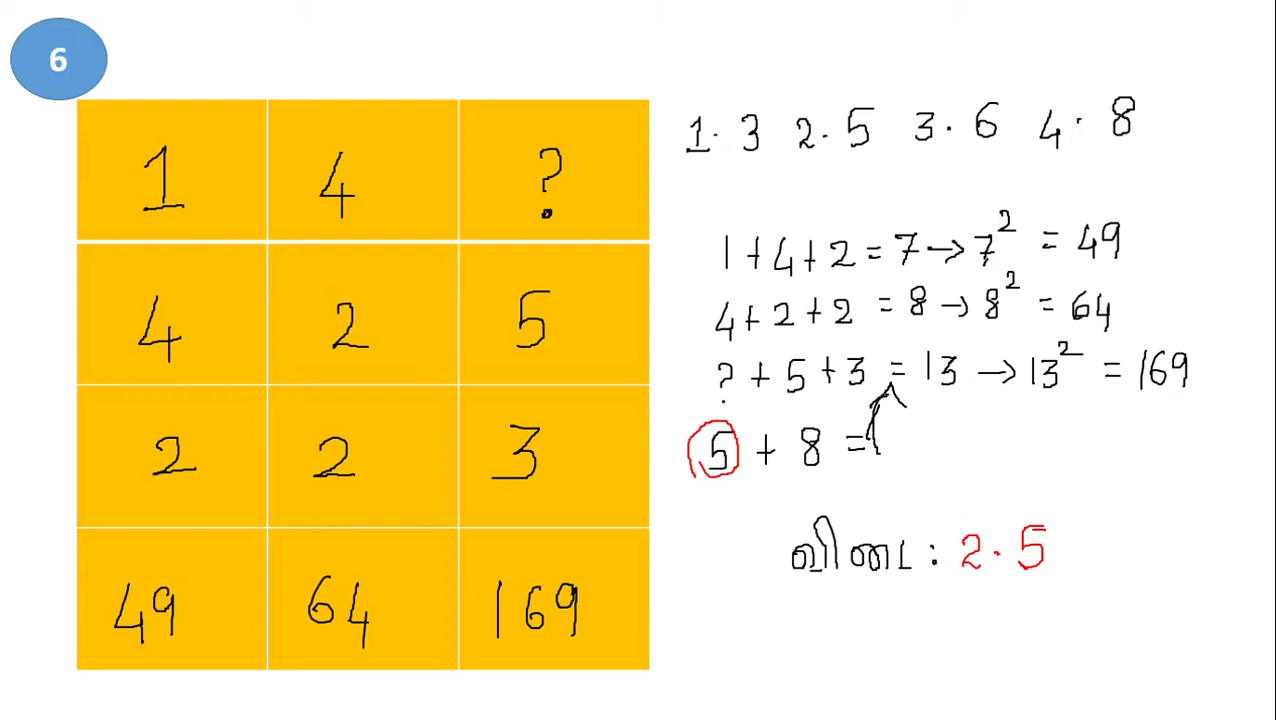 6
1 4 ?
4 2 5
2 2 3
49 64 169
1. 3 2. 5 3. 6 4. 8
1+4+2 = 7 → 7² = 49
4+2+2 = 8 → 8² = 64
? + 5 + 3 = 13 → 13² = 169
5 + 8 =
விடை : 2. 5